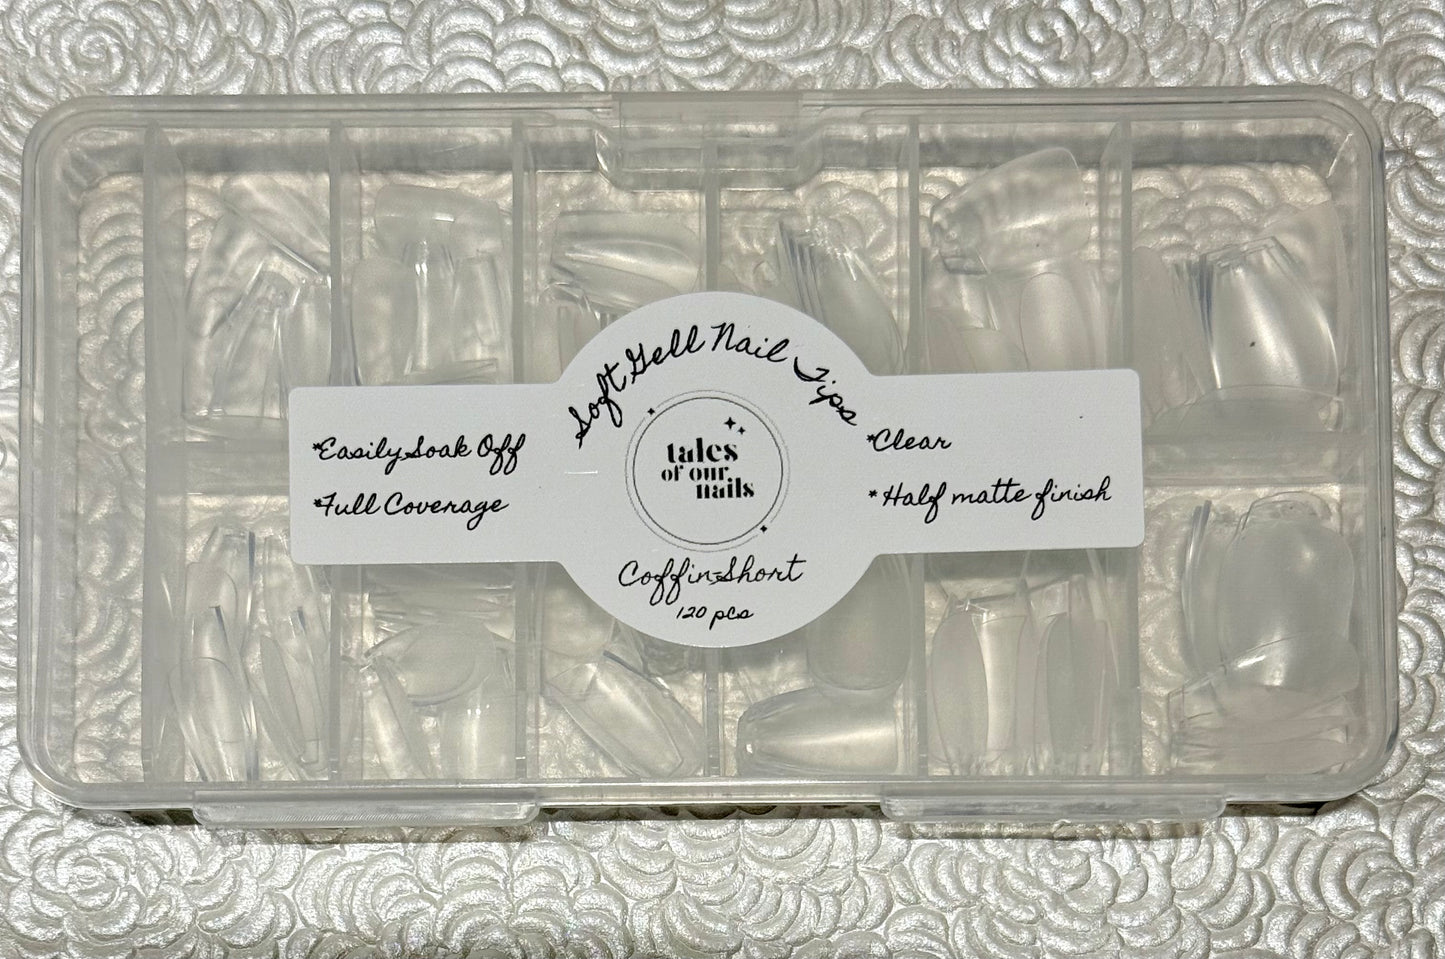 Soft Gell Nail Tips
*Easily Soak Off
*Full Coverage
tales
of our
nails
*Clear
*Half matte finish
Coffin-Short
120 pcs